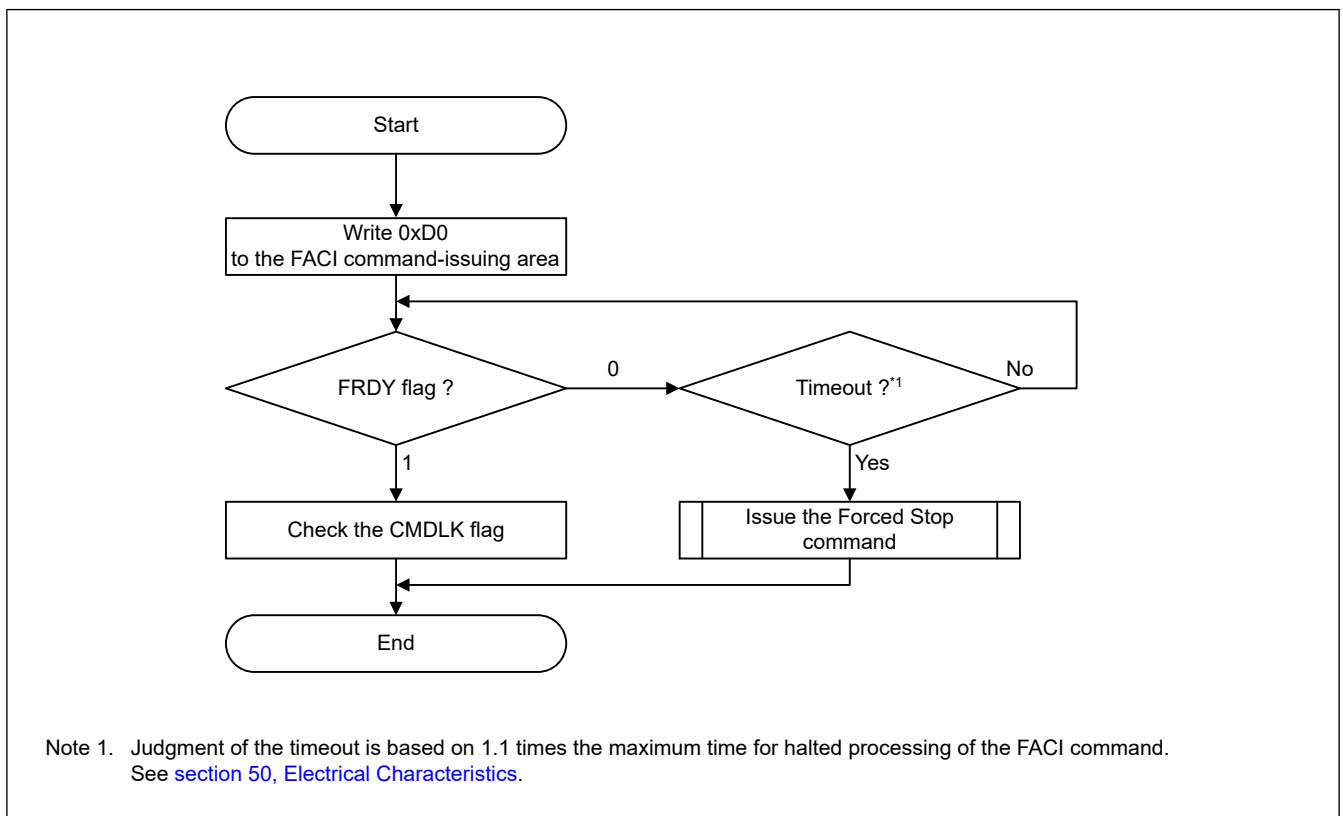 Start
Write 0xD0
to the FACI command-issuing area
FRDY flag ?
0
Timeout ?*1
No
1
Yes
Check the CMDLK flag
Issue the Forced Stop
command
End
Note 1. Judgment of the timeout is based on 1.1 times the maximum time for halted processing of the FACI command.
See section 50, Electrical Characteristics.